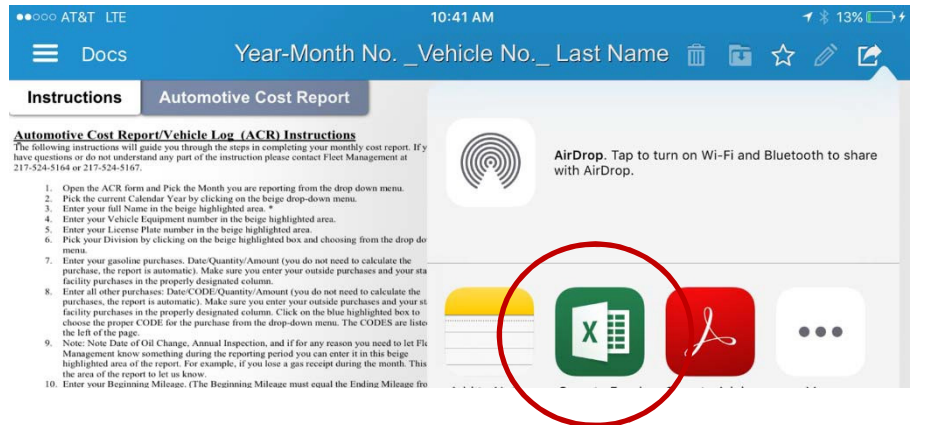 AT&T LTE 10:41 AM 13%
Docs Year-Month No. _Vehicle No._ Last Name
Instructions Automotive Cost Report
Automotive Cost Report/Vehicle Log (ACR) Instructions
The following instructions will guide you through the steps in completing your monthly cost report. If y
have questions or do not understand any part of the instruction please contact Fleet Management at
217-524-5164 or 217-524-5167.
1. Open the ACR form and Pick the Month you are reporting from the drop down menu.
2. Pick the current Calendar Year by clicking on the beige drop-down menu.
3. Enter your full Name in the beige highlighted area. *
4. Enter your Vehicle Equipment number in the beige highlighted area.
5. Enter your License Plate number in the beige highlighted area.
6. Pick your Division by clicking on the beige highlighted box and choosing from the drop do
menu.
7. Enter your gasoline purchases. Date/Quantity/Amount (you do not need to calculate the
purchase, the report is automatic). Make sure you enter your outside purchases and your sta
facility purchases in the properly designated column.
8. Enter all other purchases: Date/CODE/Quantity/Amount (you do not need to calculate the
purchases, the report is automatic). Make sure you enter your outside purchases and your st
facility purchases in the properly designated column. Click on the blue highlighted box to
choose the proper CODE for the purchase from the drop-down menu. The CODES are liste
the left of the page.
9. Note: Note Date of Oil Change, Annual Inspection, and if for any reason you need to let Fle
Management know something during the reporting period you can enter it in this beige
highlighted area of the report. For example, if you lose a gas receipt during the month. This
the area of the report to let us know.
10. Enter your Beginning Mileage. (The Beginning Mileage must equal the Ending Mileage fro
AirDrop. Tap to turn on Wi-Fi and Bluetooth to share
with AirDrop.